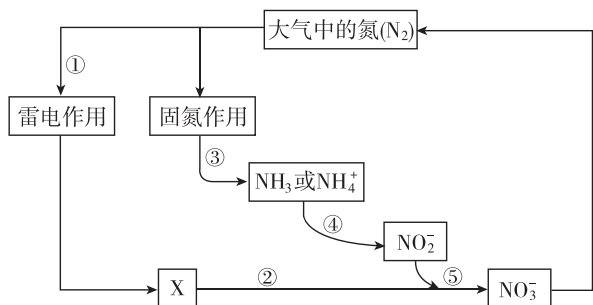 大气中的氮(N₂)
①
雷电作用
固氮作用
③
NH₃或NH₄⁺
④
NO₂⁻
X
②
⑤
NO₃⁻